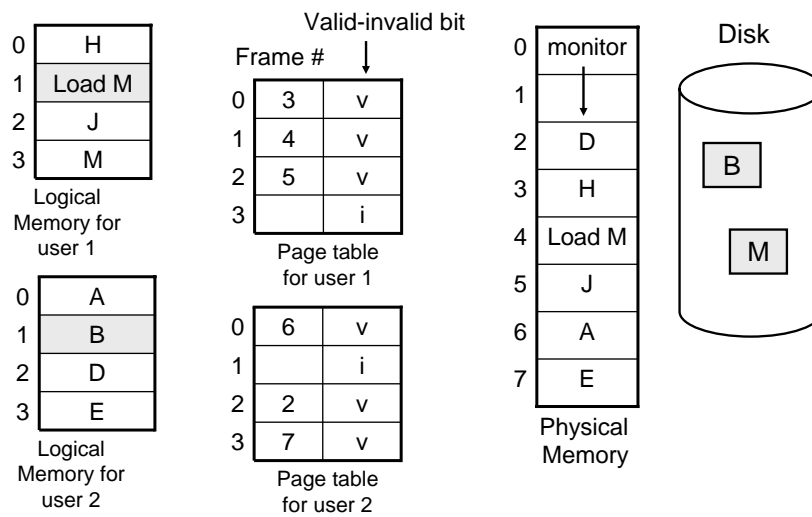 Valid-invalid bit
Frame #
0 H
1 Load M
2 J
3 M
Logical
Memory for
user 1
0 3 v
1 4 v
2 5 v
3 i
Page table
for user 1
0 A
1 B
2 D
3 E
Logical
Memory for
user 2
0 6 v
1 i
2 2 v
3 7 v
Page table
for user 2
0 monitor
1
2 D
3 H
4 Load M
5 J
6 A
7 E
Physical
Memory
Disk
B
M